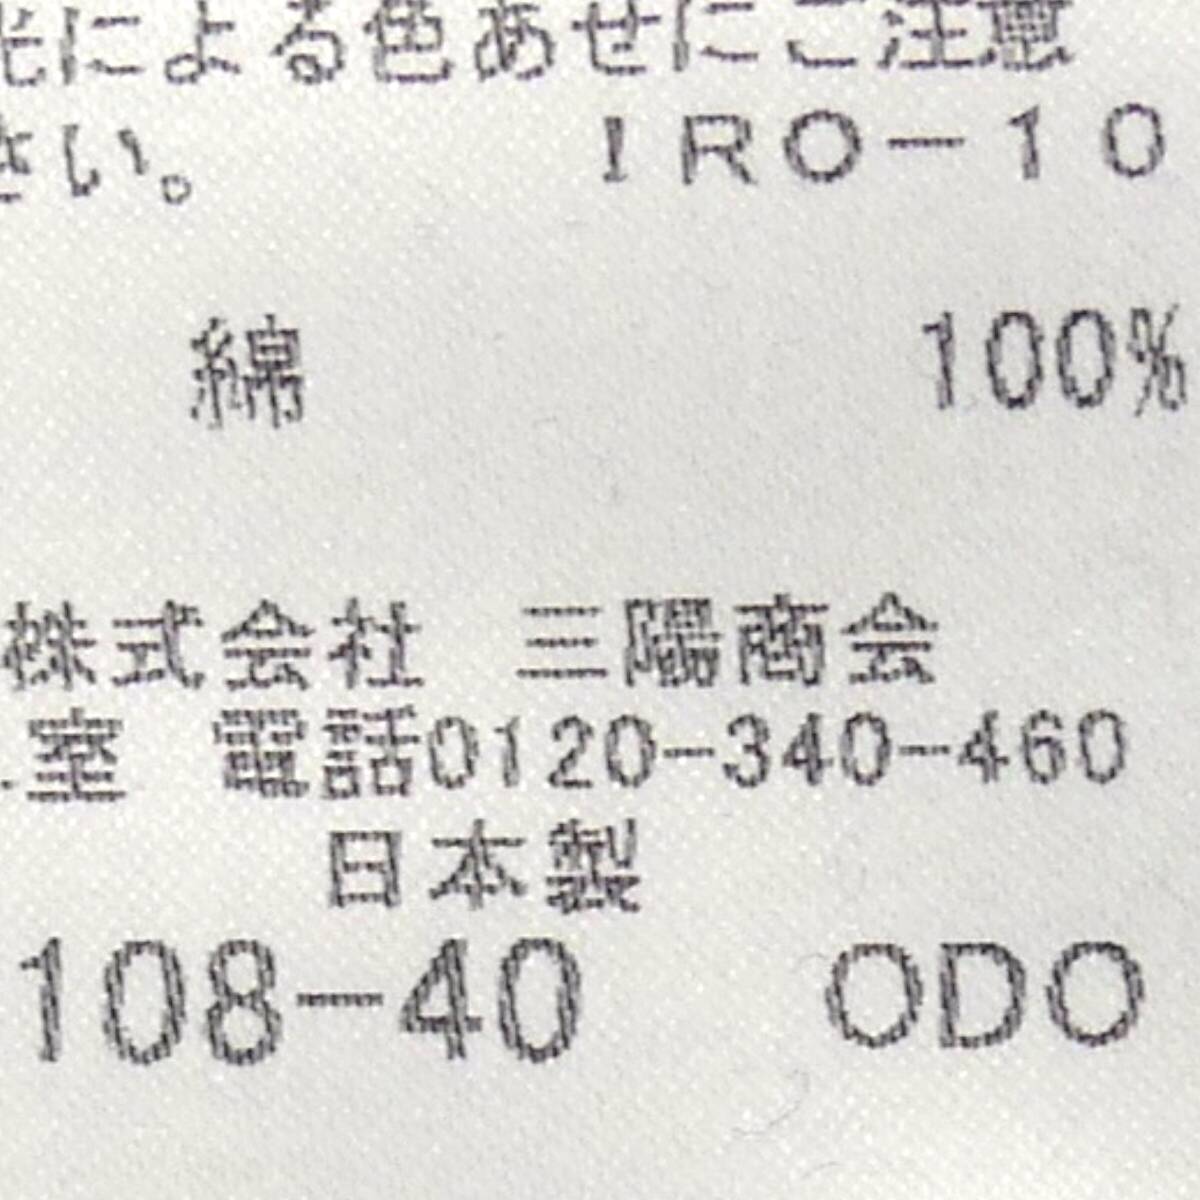 光による色あせにご注意
さい。 IRO-10
綿 100%
株式会社 三陽商会
室 電話0120-340-460
日本製
108-40 ODO